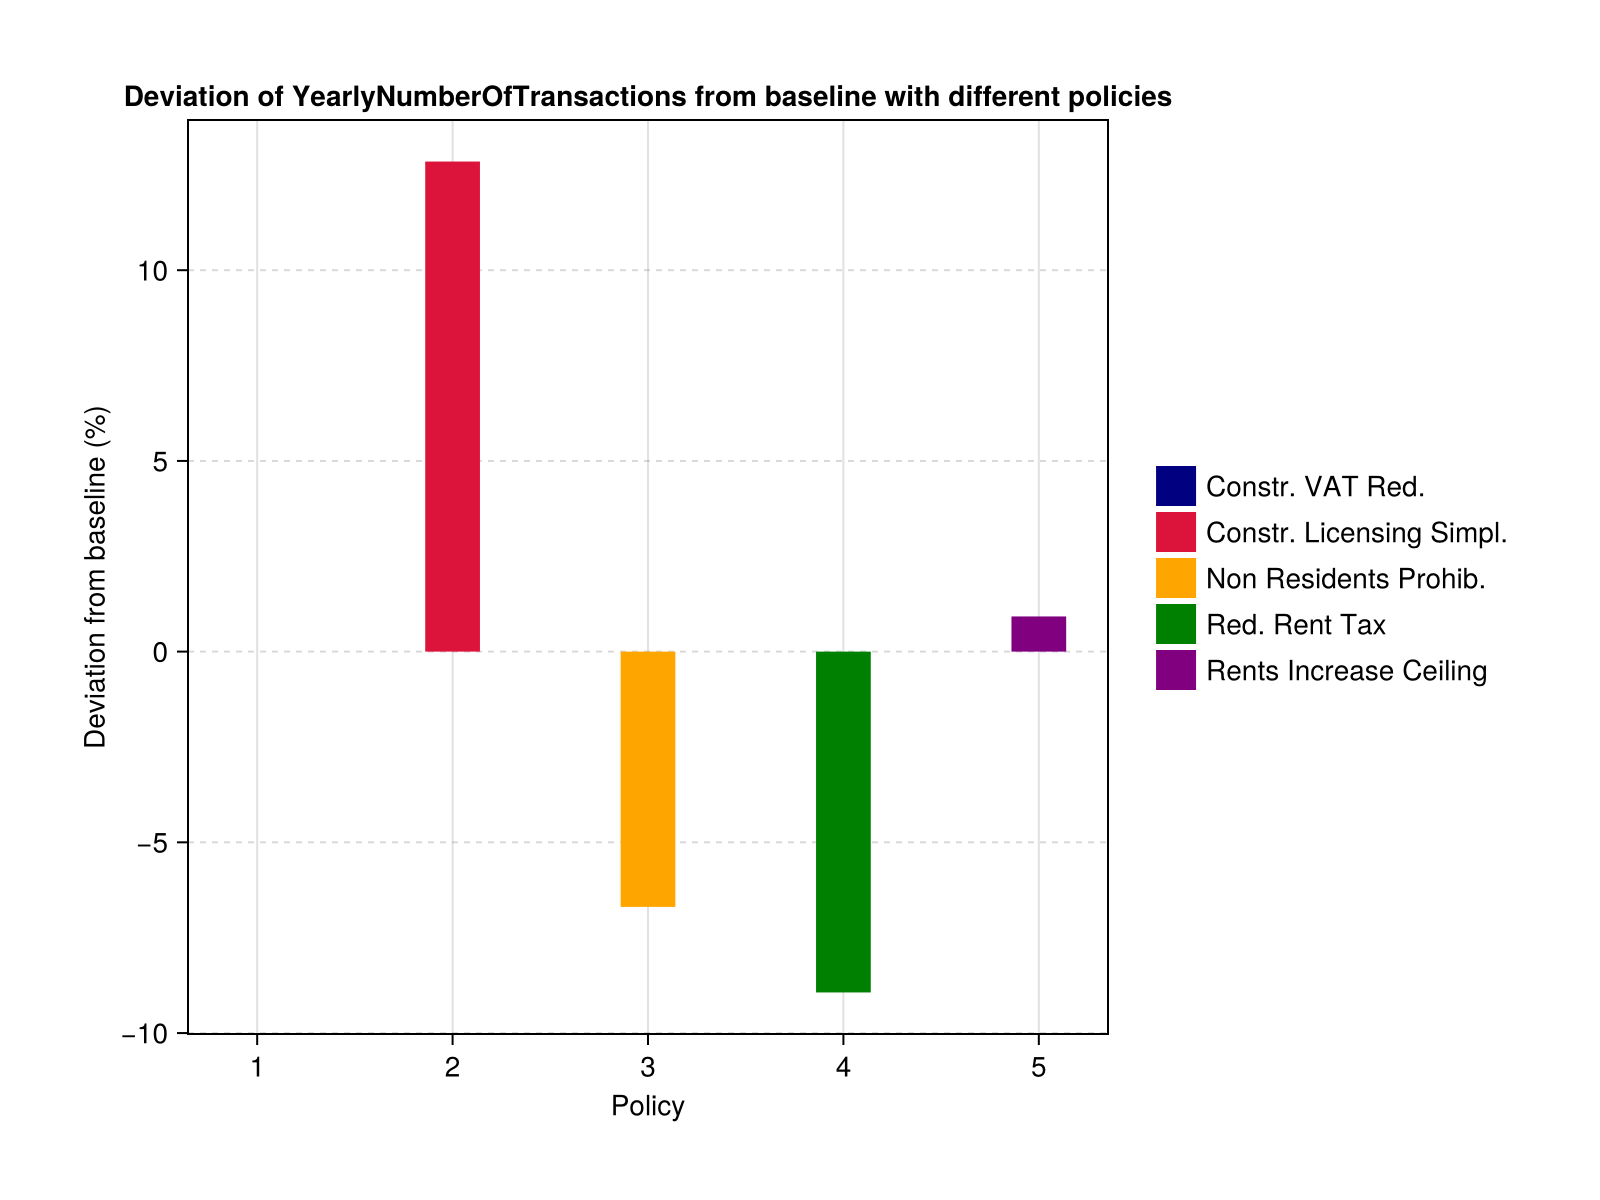 Deviation of YearlyNumberOfTransactions from baseline with different policies
Deviation from baseline (%)
10
5
0
−5
−10
1 2 3 4 5
Policy
Constr. VAT Red.
Constr. Licensing Simpl.
Non Residents Prohib.
Red. Rent Tax
Rents Increase Ceiling